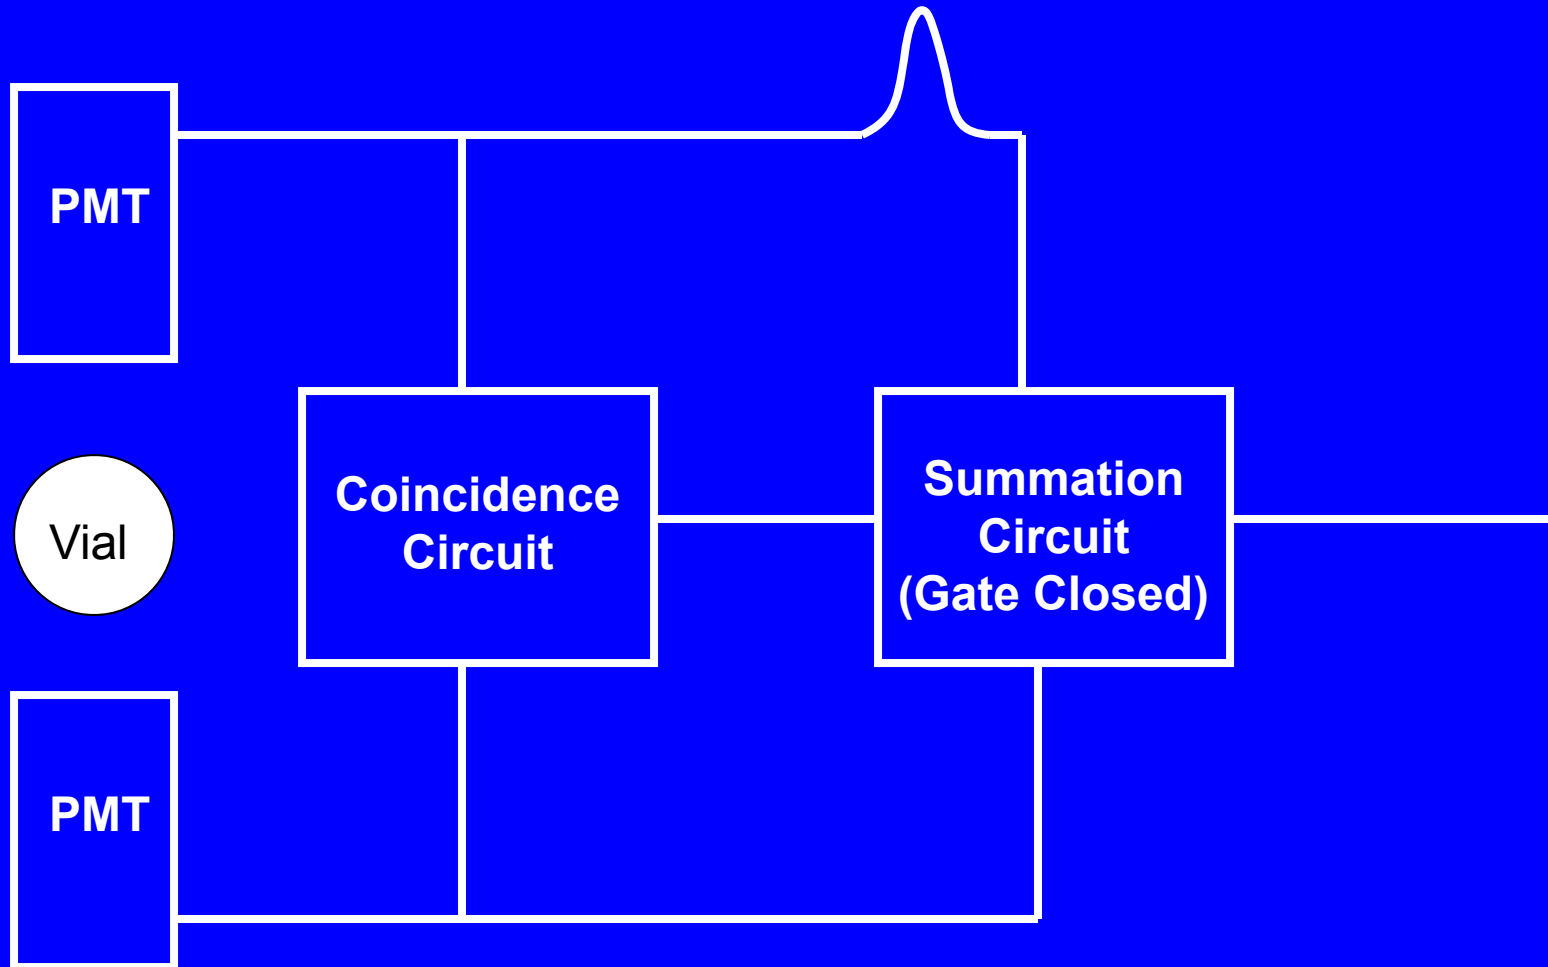 PMT
Vial
PMT
Coincidence
Circuit
Summation
Circuit
(Gate Closed)